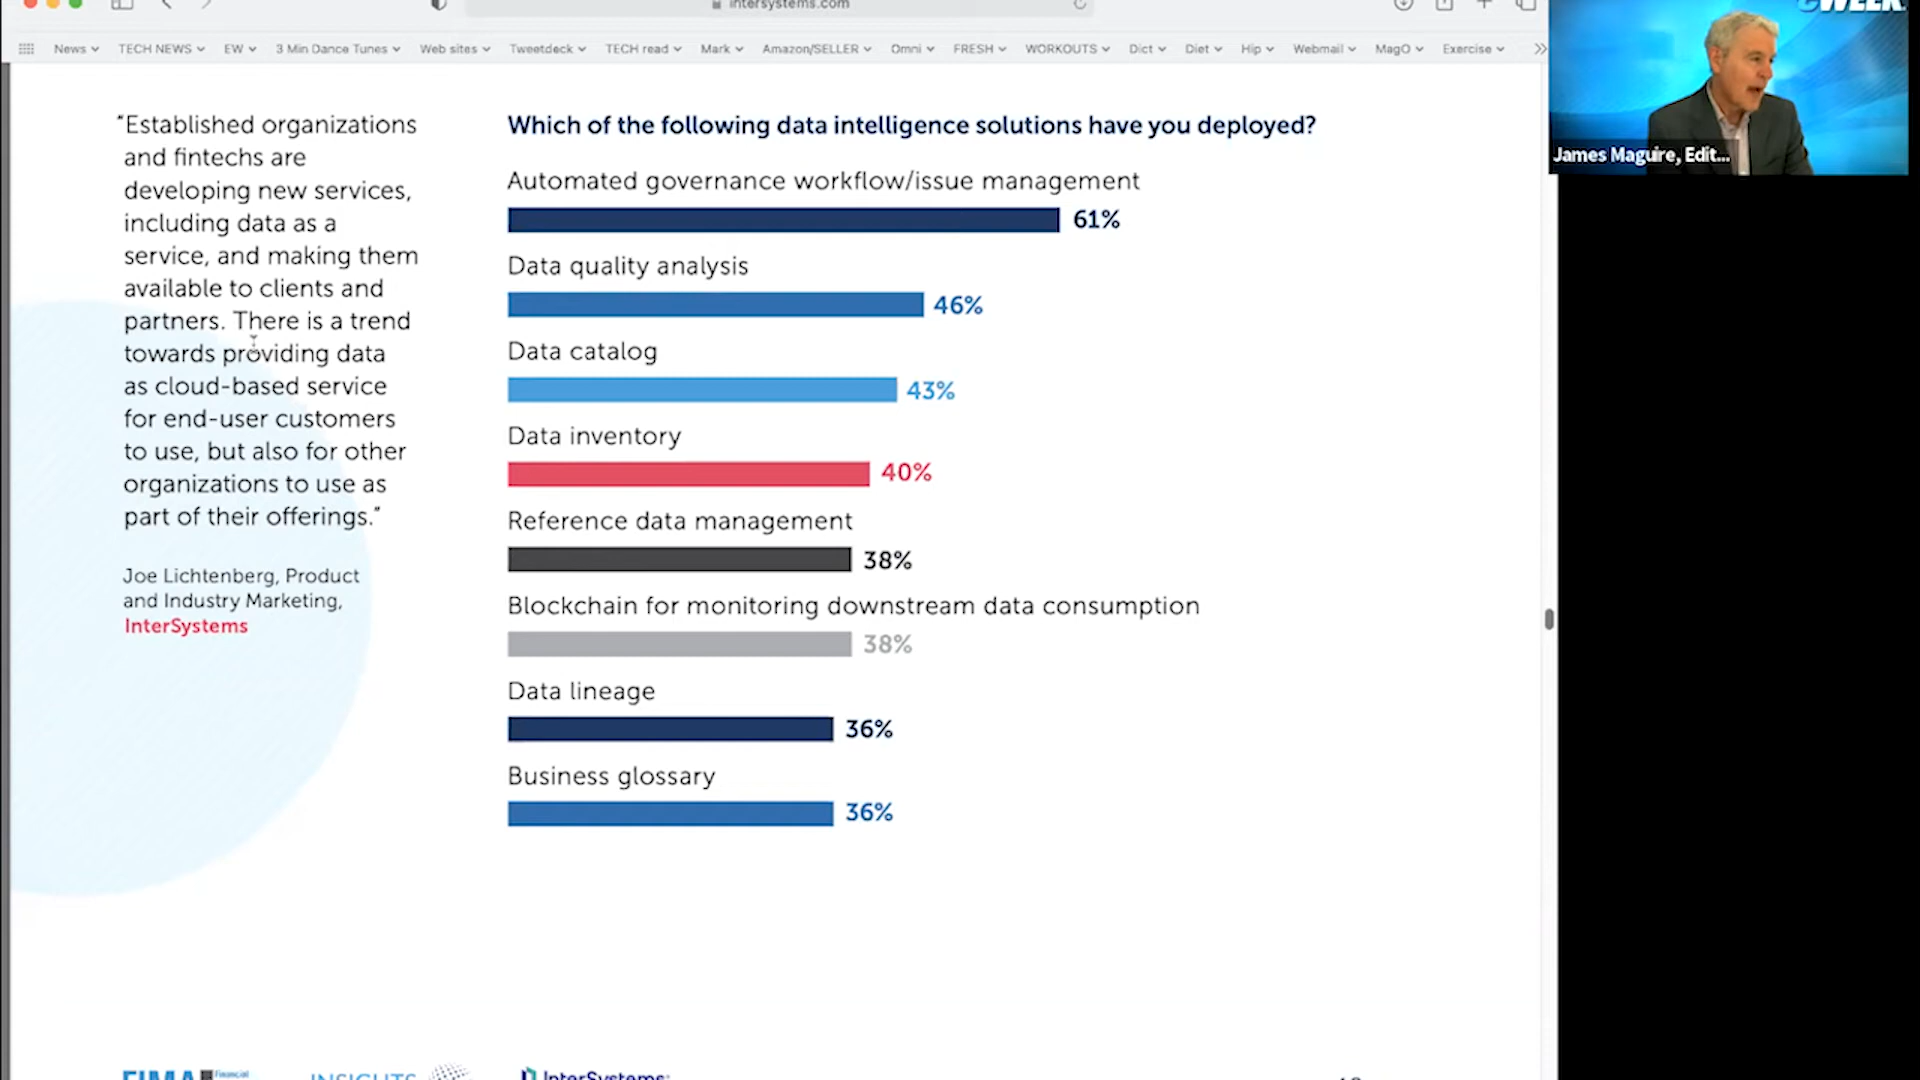 intersystems.com
News TECH NEWS EW 3 Min Dance Tunes Web sites Tweetdeck TECH read Mark Amazon/SELLER Omni FRESH WORKOUTS Dict Diet Hip Webmail MagO Exercise
eWEEK
James Maguire, Edit...
“Established organizations
and fintechs are
developing new services,
including data as a
service, and making them
available to clients and
partners. There is a trend
towards providing data
as cloud-based service
for end-user customers
to use, but also for other
organizations to use as
part of their offerings.”
Joe Lichtenberg, Product
and Industry Marketing,
InterSystems
Which of the following data intelligence solutions have you deployed?
Automated governance workflow/issue management
61%
Data quality analysis
46%
Data catalog
43%
Data inventory
40%
Reference data management
38%
Blockchain for monitoring downstream data consumption
38%
Data lineage
36%
Business glossary
36%
FIMA Financial
INSIGHTS
InterSystems